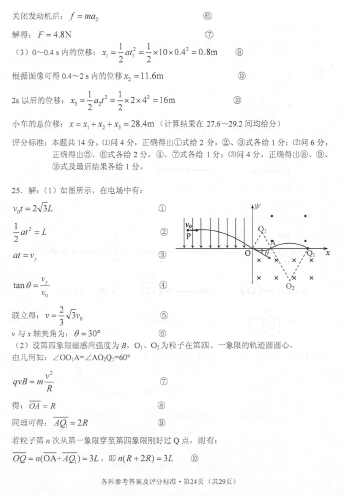 关闭发动机后：f = ma₂ ⑥
解得：F = 4.8N ⑦
（3）0～0.4 s 内的位移：x₁ = 1/2 at₁² = 1/2 × 10 × 0.4² = 0.8m ⑧
根据图像可得 0.4～2 s 内的位移 x₂ = 11.6m ⑨
2s 以后的位移：x₃ = 1/2 a₂t² = 1/2 × 2 × 4² = 16m ⑩
小车的总位移：x = x₁ + x₂ + x₃ = 28.4m（计算结果在 27.6～29.2 间均给分）
评分标准：本题共 14 分，⑴问 4 分，正确得出①式给 2 分，②、③式各给 1 分；⑵问 6 分，
正确得出⑤、⑥式各给 2 分，④、⑦式各给 1 分；⑶问 4 分，正确得出⑧、⑨、
⑩式及最后结果各给 1 分。
25．解：（1）如图所示，在电场中有：
v₀t = 2√3L ①
1/2 at² = L ②
at = vᵧ ③
tanθ = vᵧ/v₀ ④
联立得：v = 2/3 √3v₀ ⑤
v 与 x 轴夹角为：θ = 30° ⑥
y
v₀
P
Q₁
O
θ
Q₁
x
O₂
（2）设第四象限磁感应强度为 B，O₁、O₂为粒子在第四、一象限的轨迹圆圆心，
由几何知：∠OO₁A=∠AO₂Q₁=60°
qvB = m v²/R ⑦
得：OA = R ⑧
同理可得：AQ₁ = 2R ⑨
若粒子第 n 次从第一象限穿至第四象限刚好过 Q 点，则有：
OQ = n(OA + AQ₁) = 3L，即 n(R + 2R) = 3L ⑩
各科参考答案及评分标准·第24页（共29页）